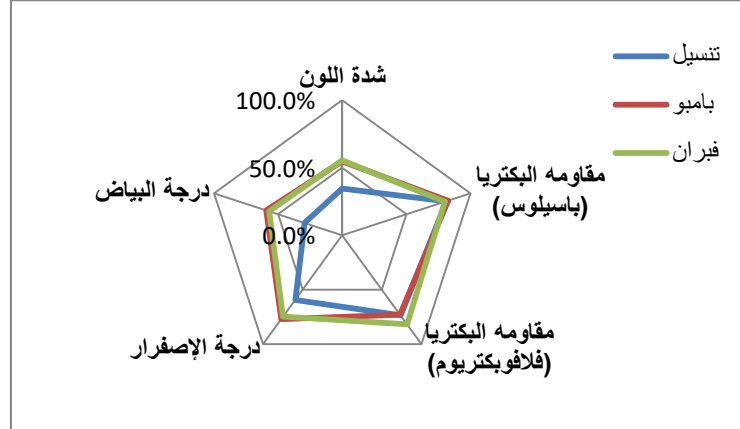 تنسيل
بامبو
فبران
شدة اللون
100.0%
50.0%
0.0%
مقاومه البكتريا
(باسيلوس)
مقاومه البكتريا
(فلافوبكتريوم)
درجة الإصفرار
درجة البياض